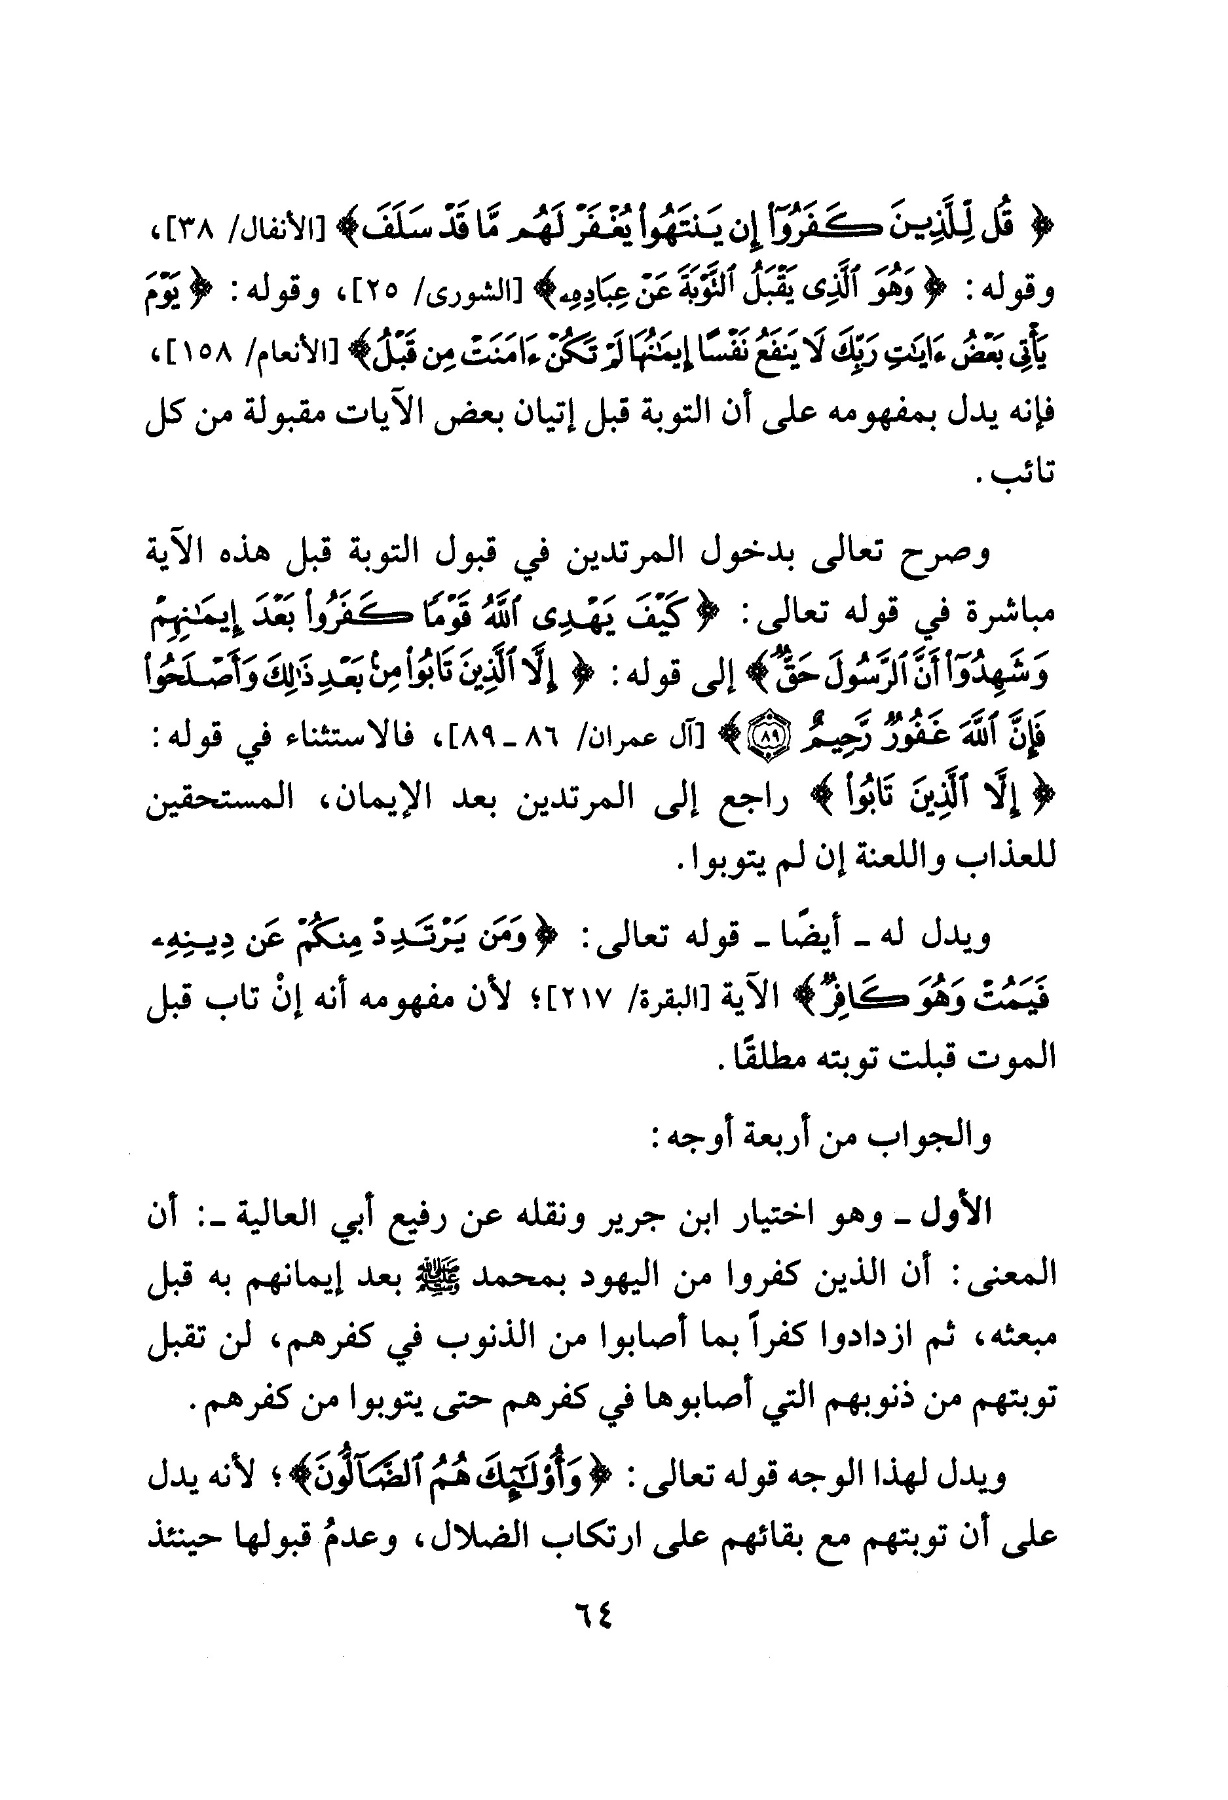 ﴿قُل لِّلَّذِينَ كَفَرُوٓا۟ إِن يَنتَهُوا۟ يُغْفَرْ لَهُم مَّا قَدْ سَلَفَ﴾ [الأنفال/ ٣٨]،
وقوله: ﴿وَهُوَ ٱلَّذِى يَقْبَلُ ٱلتَّوْبَةَ عَنْ عِبَادِهِۦ﴾ [الشورى/ ٢٥]، وقوله: ﴿يَوْمَ
يَأْتِى بَعْضُ ءَايَٰتِ رَبِّكَ لَا يَنفَعُ نَفْسًا إِيمَٰنُهَا لَمْ تَكُنْ ءَامَنَتْ مِن قَبْلُ﴾ [الأنعام/ ١٥٨]،
فإنه يدل بمفهومه على أن التوبة قبل إتيان بعض الآيات مقبولة من كل
تائب.
وصرح تعالى بدخول المرتدين في قبول التوبة قبل هذه الآية
مباشرة في قوله تعالى: ﴿كَيْفَ يَهْدِى ٱللَّهُ قَوْمًا كَفَرُوا۟ بَعْدَ إِيمَٰنِهِمْ
وَشَهِدُوٓا۟ أَنَّ ٱلرَّسُولَ حَقٌّ﴾ إلى قوله: ﴿إِلَّا ٱلَّذِينَ تَابُوا۟ مِنۢ بَعْدِ ذَٰلِكَ وَأَصْلَحُوا۟
فَإِنَّ ٱللَّهَ غَفُورٌ رَّحِيمٌ ٨٩﴾ [آل عمران/ ٨٦ - ٨٩]، فالاستثناء في قوله:
﴿إِلَّا ٱلَّذِينَ تَابُوا۟﴾ راجع إلى المرتدين بعد الإيمان، المستحقين
للعذاب واللعنة إن لم يتوبوا.
ويدل له - أيضًا - قوله تعالى: ﴿وَمَن يَرْتَدِدْ مِنكُمْ عَن دِينِهِۦ
فَيَمُتْ وَهُوَ كَافِرٌ﴾ الآية [البقرة/ ٢١٧]؛ لأن مفهومه أنه إنْ تاب قبل
الموت قبلت توبته مطلقًا.
والجواب من أربعة أوجه:
الأول - وهو اختيار ابن جرير ونقله عن رفيع أبي العالية -: أن
المعنى: أن الذين كفروا من اليهود بمحمد ﷺ بعد إيمانهم به قبل
مبعثه، ثم ازدادوا كفراً بما أصابوا من الذنوب في كفرهم، لن تقبل
توبتهم من ذنوبهم التي أصابوها في كفرهم حتى يتوبوا من كفرهم.
ويدل لهذا الوجه قوله تعالى: ﴿وَأُو۟لَٰٓئِكَ هُمُ ٱلضَّآلُّونَ﴾؛ لأنه يدل
على أن توبتهم مع بقائهم على ارتكاب الضلال، وعدمُ قبولها حينئذ
٦٤